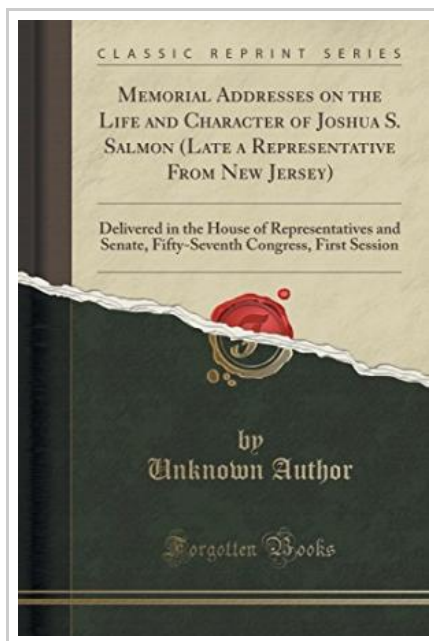 CLASSIC REPRINT SERIES
MEMORIAL ADDRESSES ON THE
LIFE AND CHARACTER OF JOSHUA S.
SALMON (LATE A REPRESENTATIVE
FROM NEW JERSEY)
Delivered in the House of Representatives and
Senate, Fifty-Seventh Congress, First Session
by
Unknown Author
Forgotten Books